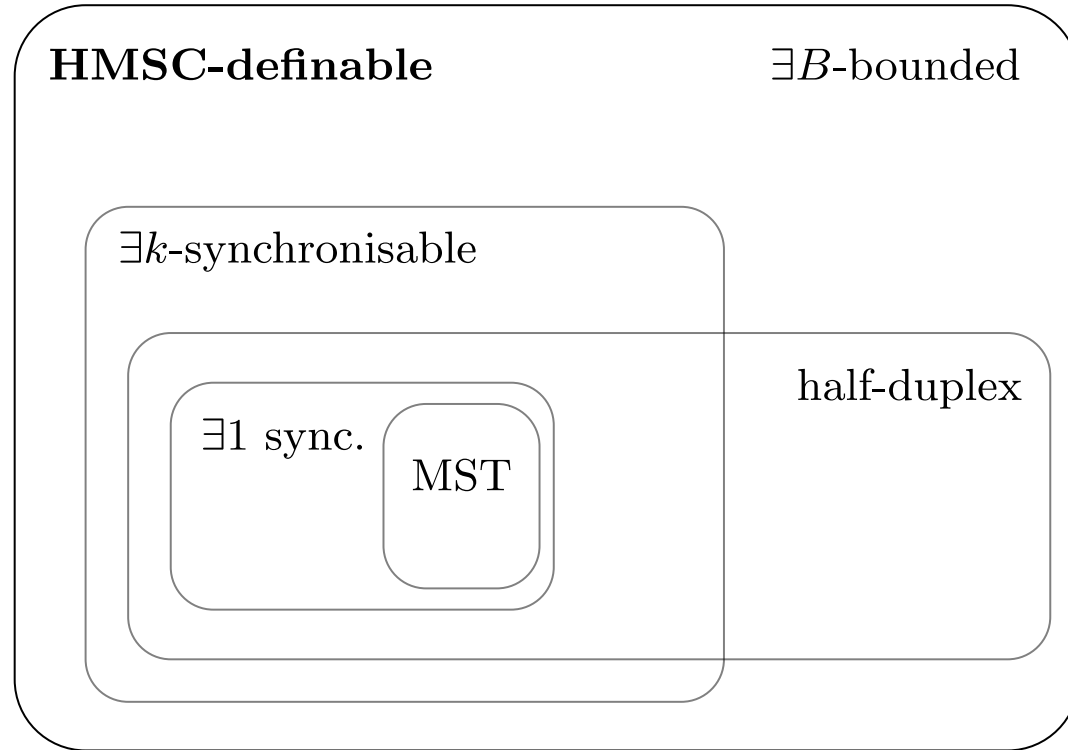 HMSC-definable
∃B-bounded
∃k-synchronisable
half-duplex
∃1 sync.
MST